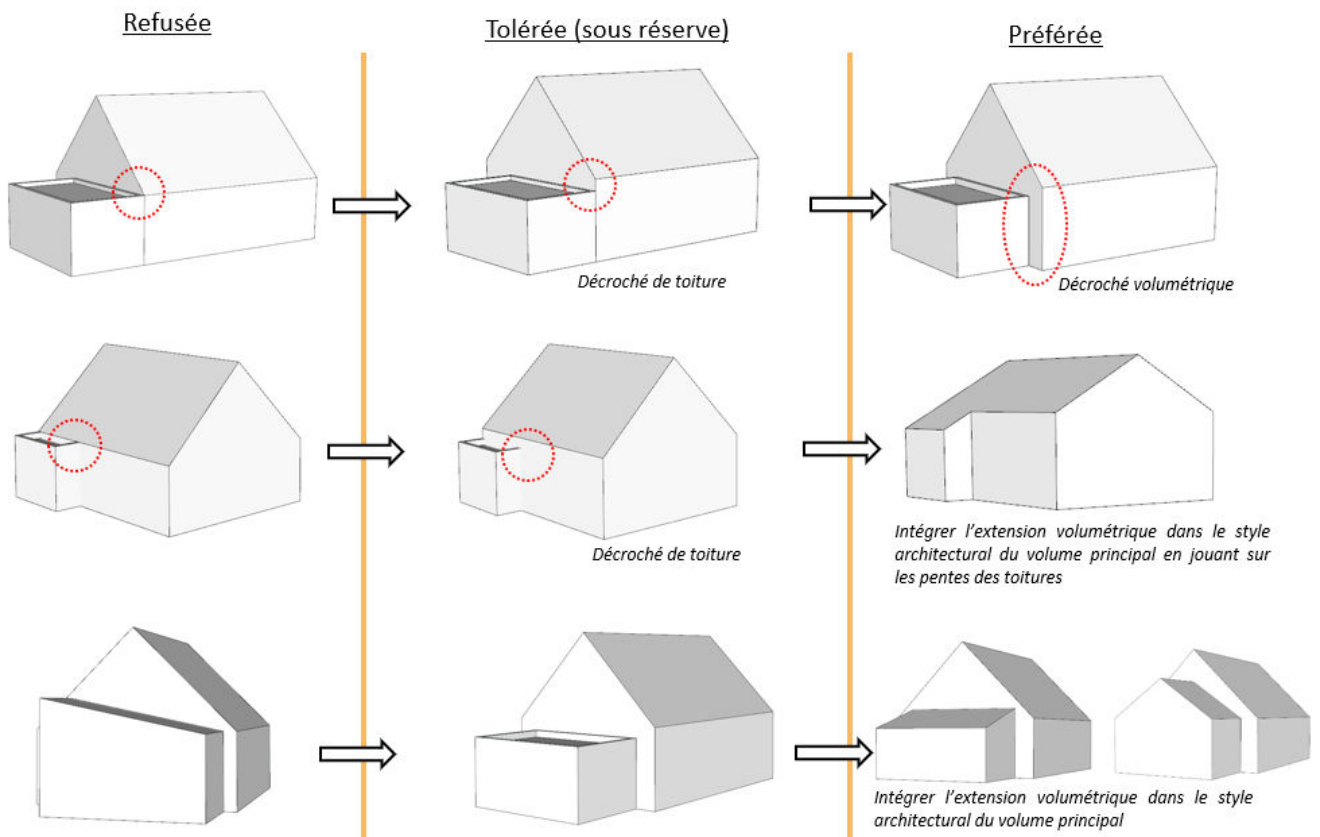 Refusée
Tolérée (sous réserve)
Préférée
Décroché de toiture
Décroché volumétrique
Décroché de toiture
Intégrer l’extension volumétrique dans le style
architectural du volume principal en jouant sur
les pentes des toitures
Intégrer l’extension volumétrique dans le style
architectural du volume principal